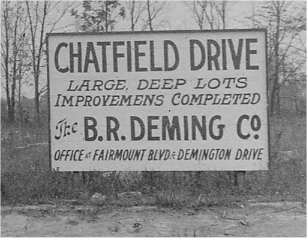 CHATFIELD DRIVE
LARGE, DEEP LOTS
IMPROVEMENS COMPLETED
The B.R. DEMING CO.
OFFICE AT FAIRMOUNT BLVD. & DEMINGTON DRIVE